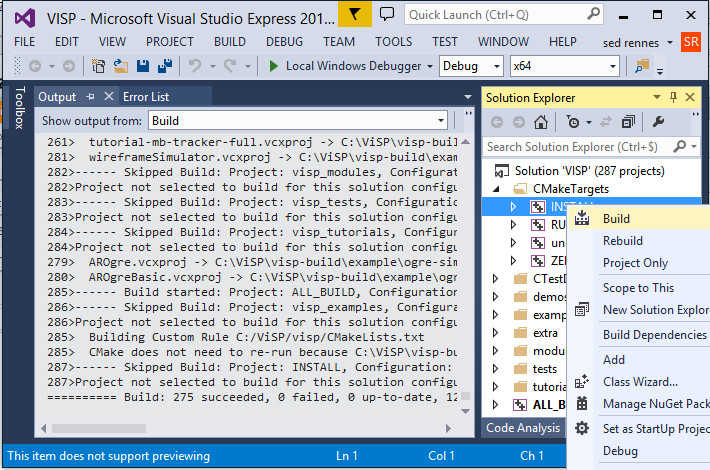 VISP - Microsoft Visual Studio Express 201...
Quick Launch (Ctrl+Q)
FILE EDIT VIEW PROJECT BUILD DEBUG TEAM TOOLS TEST WINDOW HELP sed rennes SR
Local Windows Debugger Debug x64
Toolbox
Output Error List
Show output from: Build
261> tutorial-mb-tracker-full.vcxproj -> C:\ViSP\visp-buil
281> wireframeSimulator.vcxproj -> C:\ViSP\visp-build\exam
282>------ Skipped Build: Project: visp_modules, Configurat
282>Project not selected to build for this solution configu
283>------ Skipped Build: Project: visp_tests, Configuratio
283>Project not selected to build for this solution configu
284>------ Skipped Build: Project: visp_tutorials, Configur
284>Project not selected to build for this solution configu
279> AROgre.vcxproj -> C:\ViSP\visp-build\example\ogre-sim
280> AROgreBasic.vcxproj -> C:\ViSP\visp-build\example\ogr
285>------ Build started: Project: ALL_BUILD, Configuration
286>------ Skipped Build: Project: visp_examples, Configura
286>Project not selected to build for this solution configu
285> Building Custom Rule C:/ViSP/visp/CMakeLists.txt
285> CMake does not need to re-run because C:\ViSP\visp-bu
287>------ Skipped Build: Project: INSTALL, Configuration:
287>Project not selected to build for this solution configu
========== Build: 275 succeeded, 0 failed, 0 up-to-date, 12
Solution Explorer
Search Solution Explorer (Ctrl+$)
Solution 'VISP' (287 projects)
CMakeTargets
INSTALL
RU
un
ZE
CTestD
demos
examp
extra
modu
tests
tutoria
ALL_B
Code Analysis
Build
Rebuild
Project Only
Scope to This
New Solution Explor
Build Dependencies
Add
Class Wizard...
Manage NuGet Pack
Set as StartUp Projec
Debug
This item does not support previewing Ln 1 Col 1 Ch 1